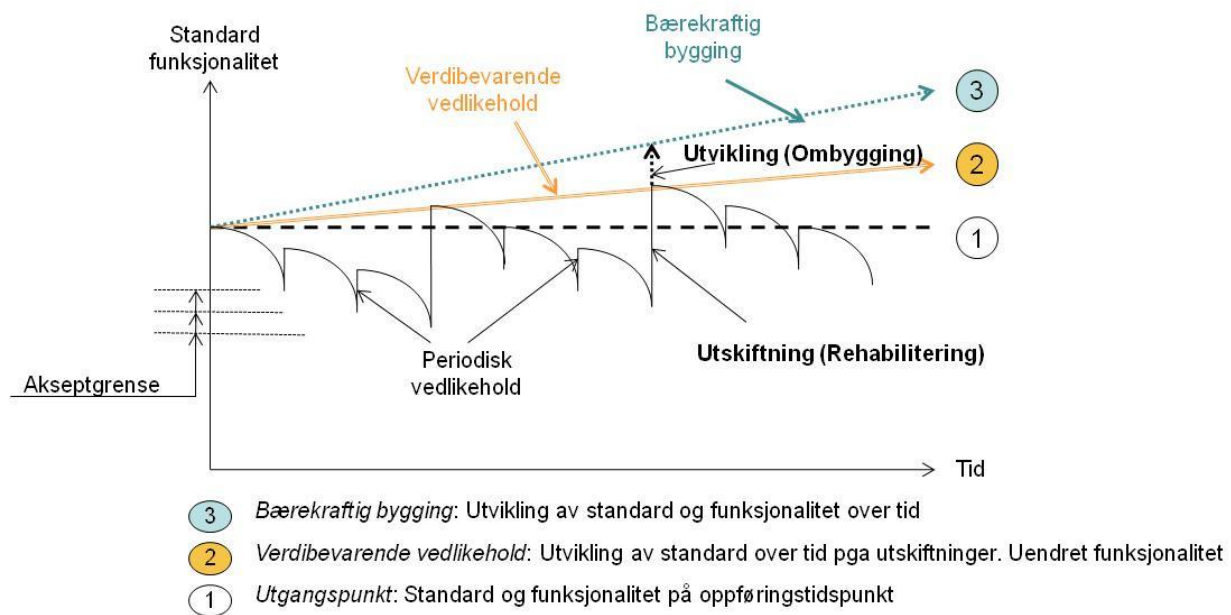 Standard
funksjonalitet
Bærekraftig
bygging
Verdibevarende
vedlikehold
3
Utvikling (Ombygging)
2
1
Periodisk
vedlikehold
Utskiftning (Rehabilitering)
Akseptgrense
Tid
3 Bærekraftig bygging: Utvikling av standard og funksjonalitet over tid
2 Verdibevarende vedlikehold: Utvikling av standard over tid pga utskiftninger. Uendret funksjonalitet
1 Utgangspunkt: Standard og funksjonalitet på oppføringstidspunkt